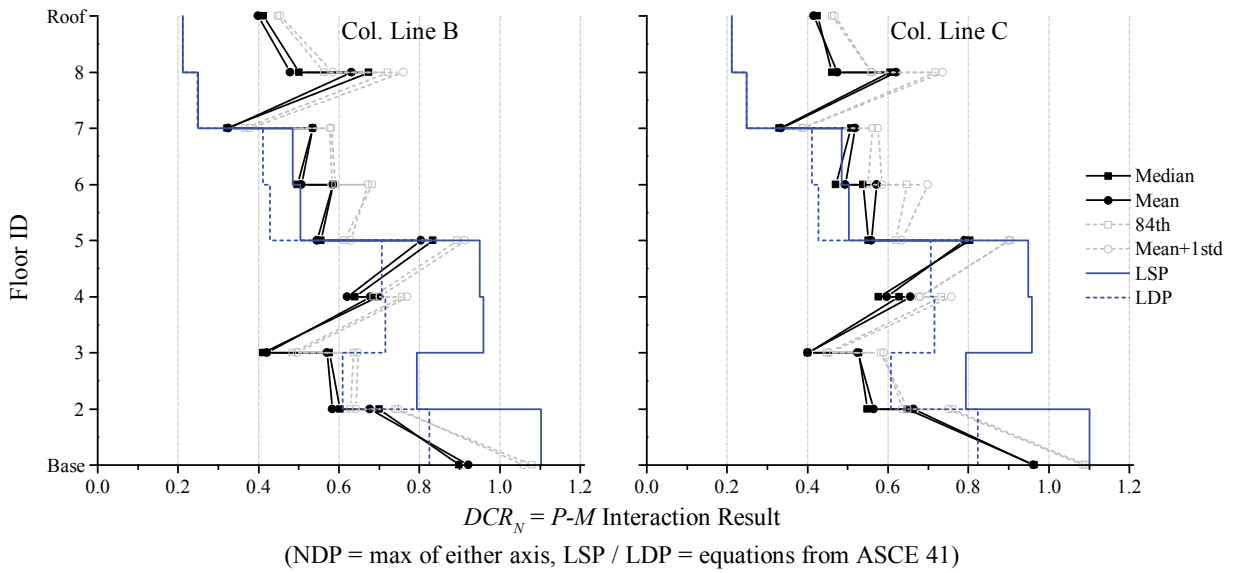 Col. Line B
Col. Line C
Floor ID
Roof
8
7
6
5
4
3
2
Base
0.0 0.2 0.4 0.6 0.8 1.0 1.2
0.0 0.2 0.4 0.6 0.8 1.0 1.2
Median
Mean
84th
Mean+1std
LSP
LDP
DCR_N = P-M Interaction Result
(NDP = max of either axis, LSP / LDP = equations from ASCE 41)